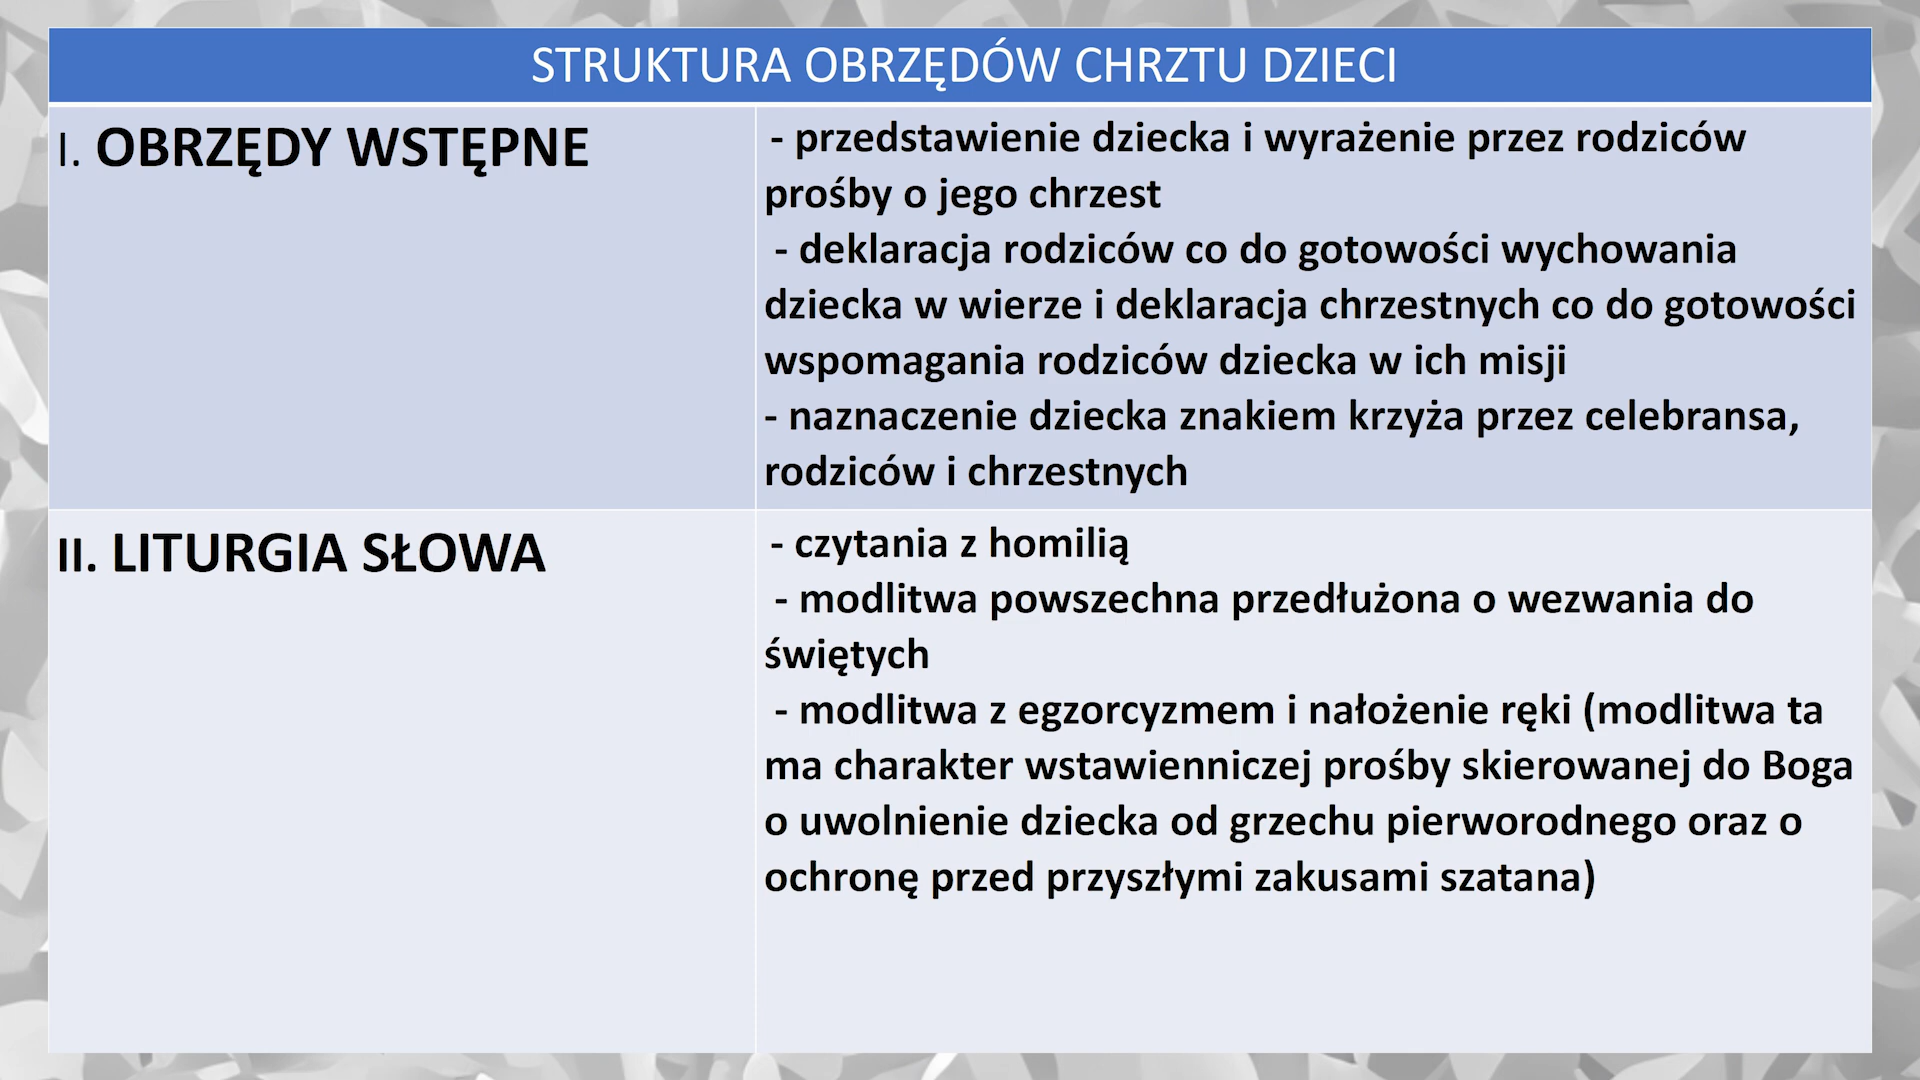 STRUKTURA OBRZĘDÓW CHRZTU DZIECI
I. OBRZĘDY WSTĘPNE
- przedstawienie dziecka i wyrażenie przez rodziców
prośby o jego chrzest
- deklaracja rodziców co do gotowości wychowania
dziecka w wierze i deklaracja chrzestnych co do gotowości
wspomagania rodziców dziecka w ich misji
- naznaczenie dziecka znakiem krzyża przez celebransa,
rodziców i chrzestnych
II. LITURGIA SŁOWA
- czytania z homilią
- modlitwa powszechna przedłużona o wezwania do
świętych
- modlitwa z egzorcyzmem i nałożenie ręki (modlitwa ta
ma charakter wstawienniczej prośby skierowanej do Boga
o uwolnienie dziecka od grzechu pierworodnego oraz o
ochronę przed przyszłymi zakusami szatana)